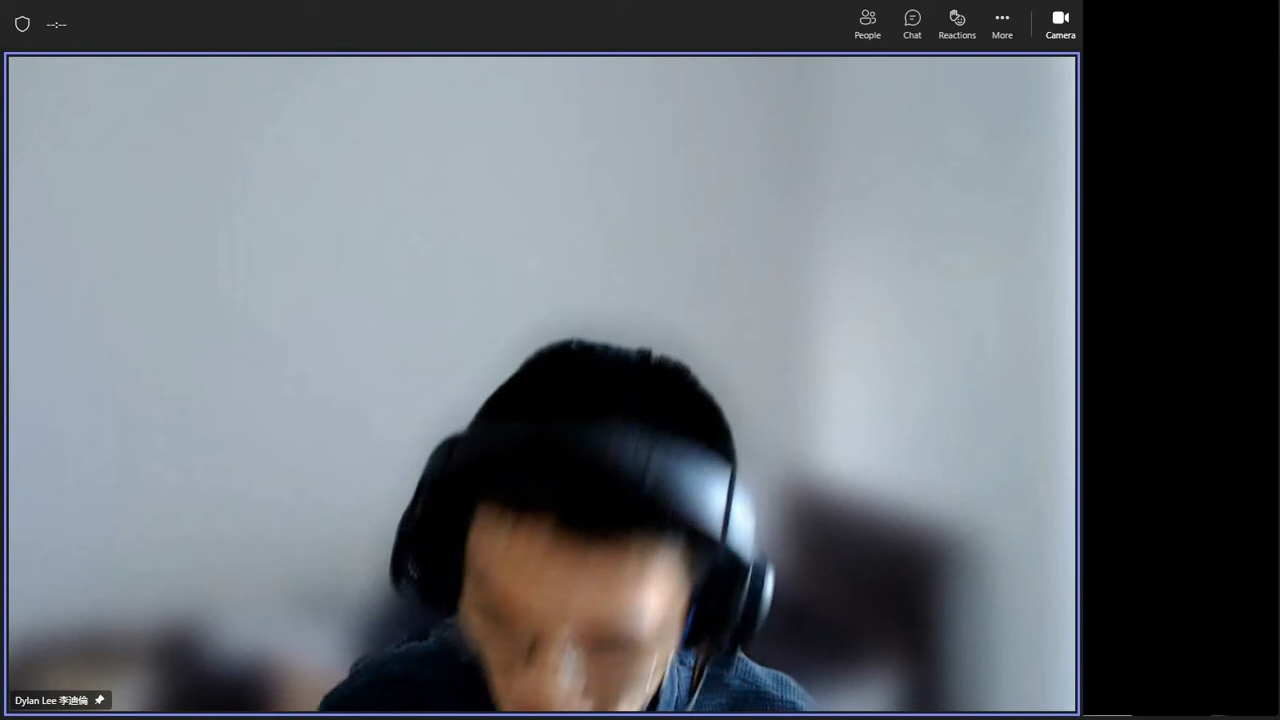 --:--
People
Chat
Reactions
More
Camera
Dylan Lee 李迪倫